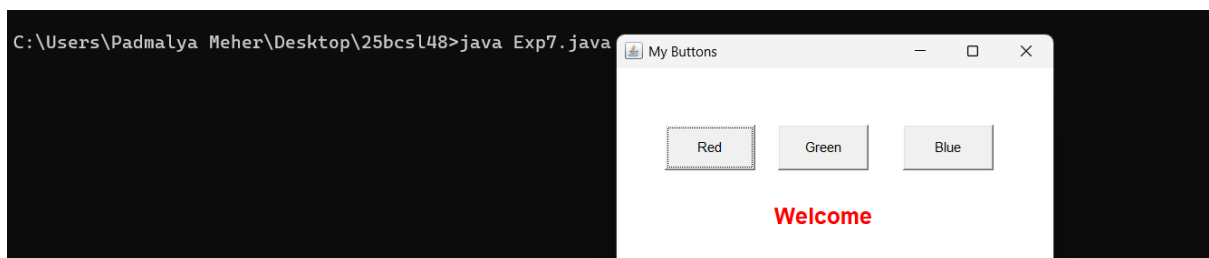 C:\Users\Padmalya Meher\Desktop\25bcsl48>java Exp7.java
My Buttons
Red Green Blue
Welcome